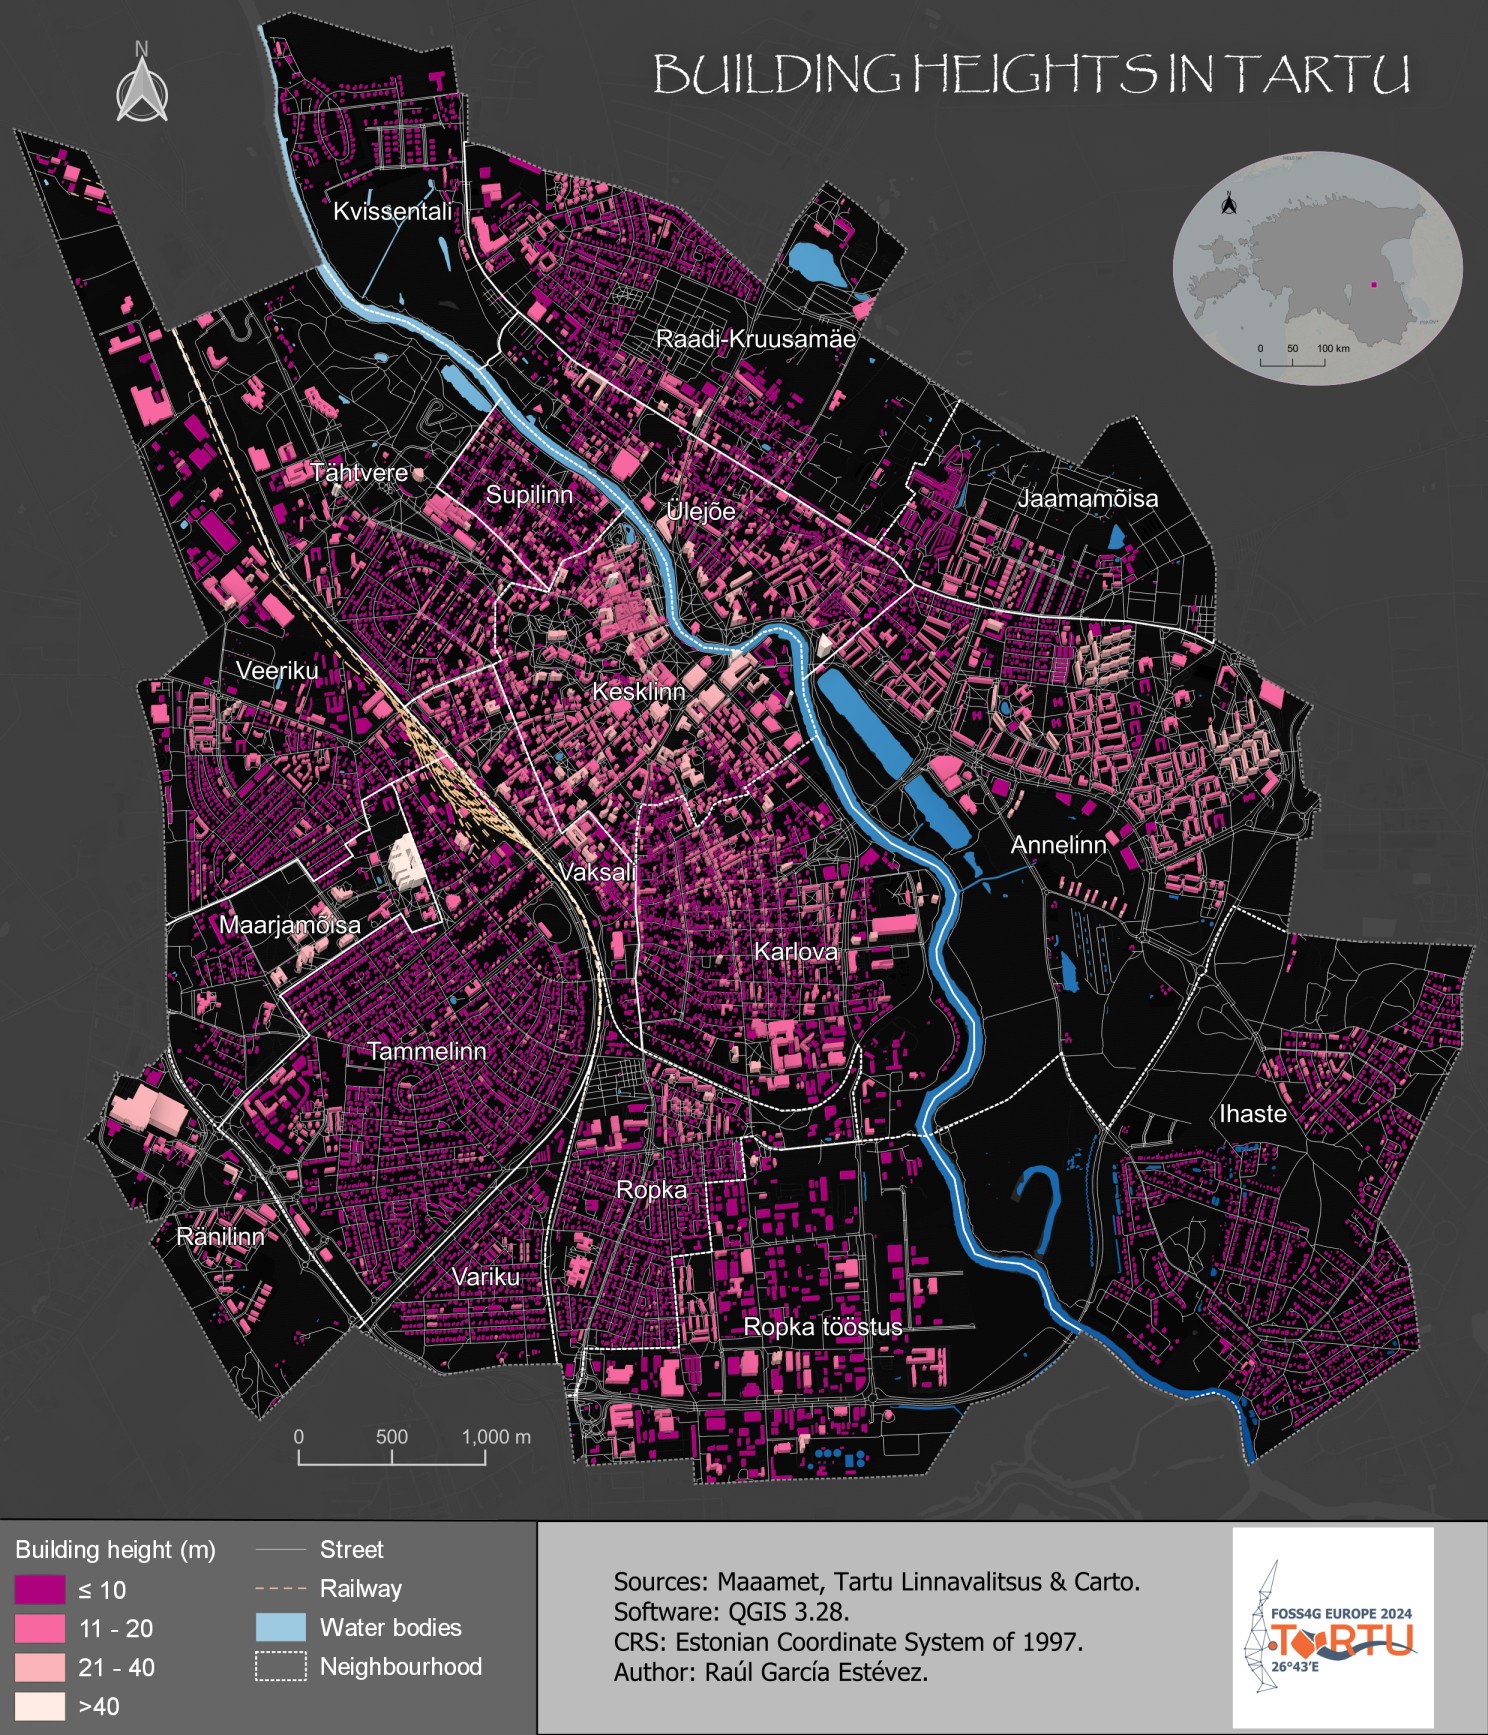 BUILDING HEIGHTS IN TARTU
N
N
0 50 100 km
Kvissentali
Raadi-Kruusamäe
Tähtvere
Supilinn
Ülejõe
Jaamamõisa
Veeriku
Kesklinn
Annelinn
Vaksali
Maarjamõisa
Karlova
Tammelinn
Ihaste
Ropka
Ränilinn
Variku
Ropka tööstus
0 500 1,000 m
Building height (m)
≤ 10
11 - 20
21 - 40
>40
Street
Railway
Water bodies
Neighbourhood
Sources: Maaamet, Tartu Linnavalitsus & Carto.
Software: QGIS 3.28.
CRS: Estonian Coordinate System of 1997.
Author: Raúl García Estévez.
FOSS4G EUROPE 2024
TARTU
26°43'E